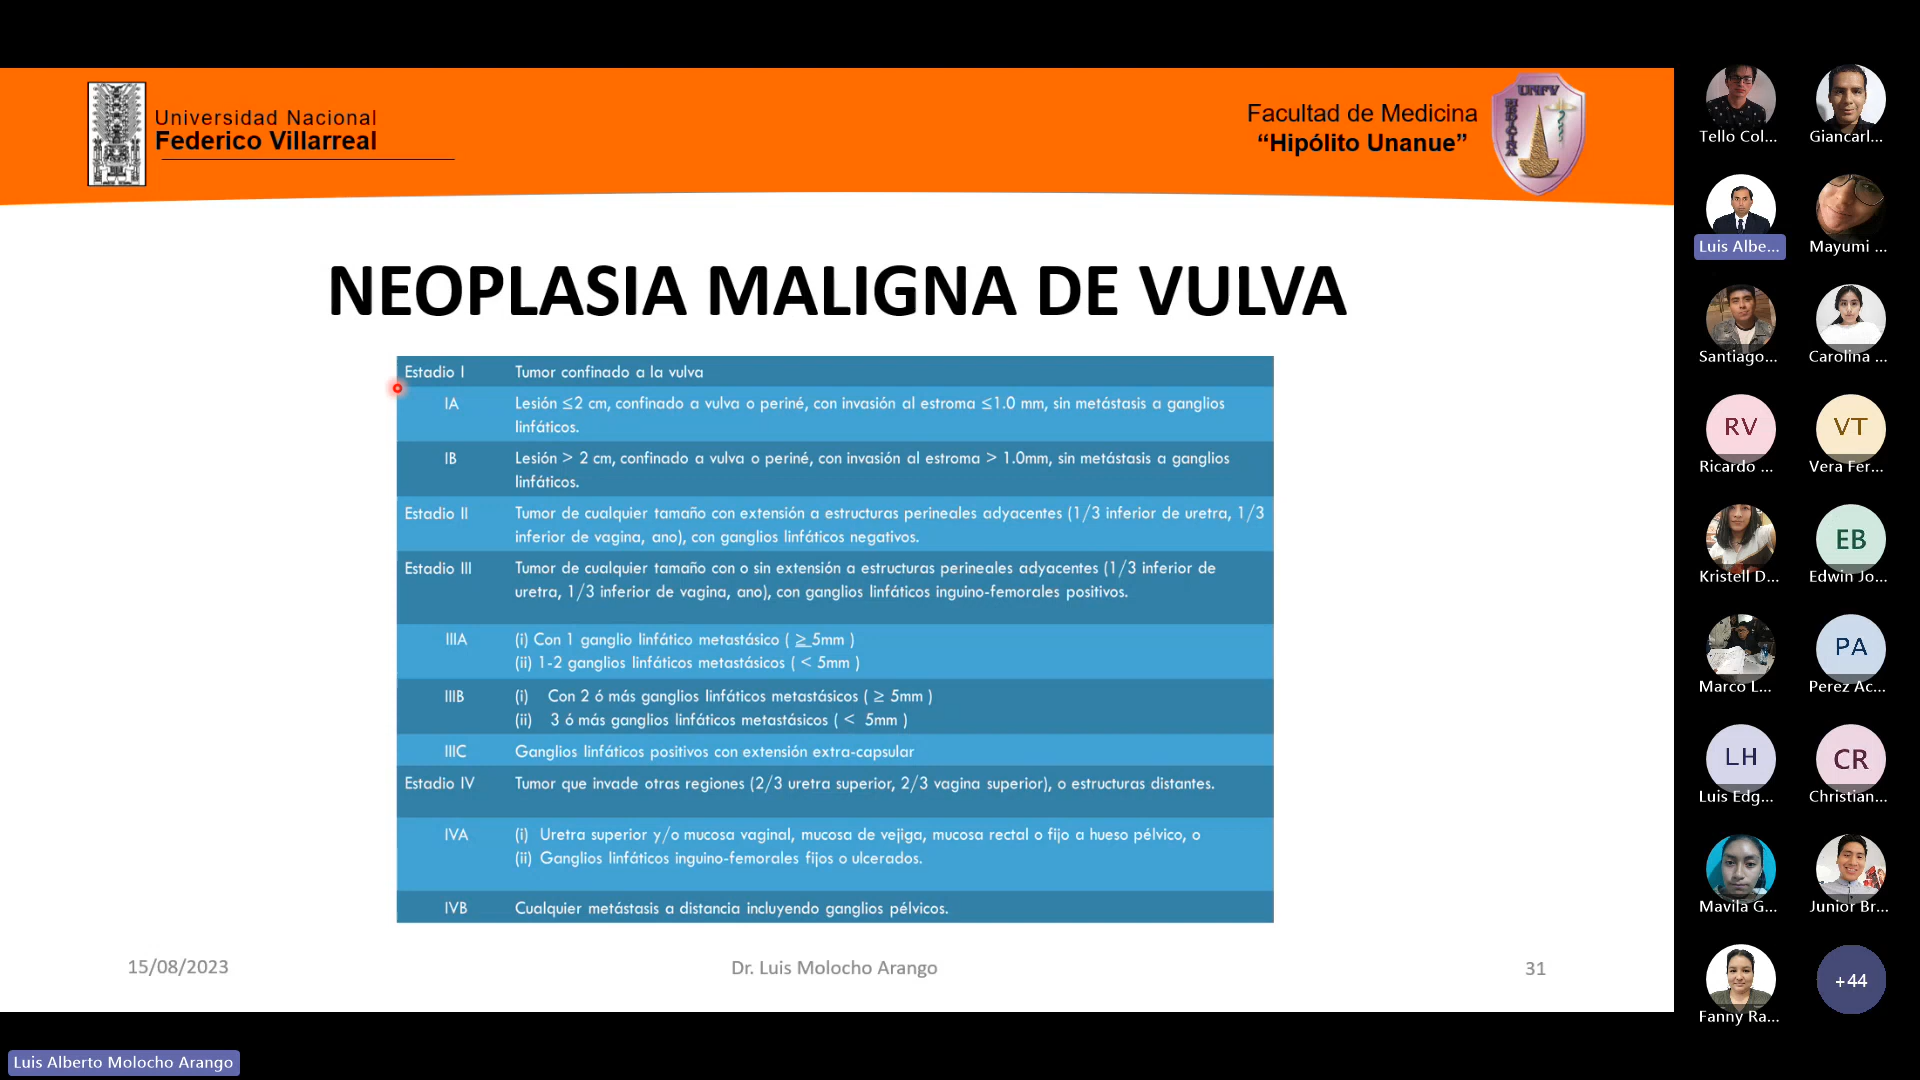 Universidad Nacional
Federico Villarreal
Facultad de Medicina
“Hipólito Unanue”
UNFV
MEDICINA
NEOPLASIA MALIGNA DE VULVA
Estadio I Tumor confinado a la vulva
IA Lesión ≤2 cm, confinado a vulva o periné, con invasión al estroma ≤1.0 mm, sin metástasis a ganglios
linfáticos.
IB Lesión > 2 cm, confinado a vulva o periné, con invasión al estroma > 1.0mm, sin metástasis a ganglios
linfáticos.
Estadio II Tumor de cualquier tamaño con extensión a estructuras perineales adyacentes (1/3 inferior de uretra, 1/3
inferior de vagina, ano), con ganglios linfáticos negativos.
Estadio III Tumor de cualquier tamaño con o sin extensión a estructuras perineales adyacentes (1/3 inferior de
uretra, 1/3 inferior de vagina, ano), con ganglios linfáticos inguino-femorales positivos.
IIIA (i) Con 1 ganglio linfático metastásico ( ≥ 5mm )
(ii) 1-2 ganglios linfáticos metastásicos ( < 5mm )
IIIB (i) Con 2 ó más ganglios linfáticos metastásicos ( ≥ 5mm )
(ii) 3 ó más ganglios linfáticos metastásicos ( < 5mm )
IIIC Ganglios linfáticos positivos con extensión extra-capsular
Estadio IV Tumor que invade otras regiones (2/3 uretra superior, 2/3 vagina superior), o estructuras distantes.
IVA (i) Uretra superior y/o mucosa vaginal, mucosa de vejiga, mucosa rectal o fijo a hueso pélvico, o
(ii) Ganglios linfáticos inguino-femorales fijos o ulcerados.
IVB Cualquier metástasis a distancia incluyendo ganglios pélvicos.
15/08/2023 Dr. Luis Molocho Arango 31
Luis Alberto Molocho Arango
Tello Col... Giancarl...
Luis Albe... Mayumi ...
Santiago... Carolina ...
RV VT
Ricardo ... Vera Fer...
EB
Kristell D... Edwin Jo...
PA
Marco L... Perez Ac...
LH CR
Luis Edg... Christian...
Mavila G... Junior Br...
+44
Fanny Ra...